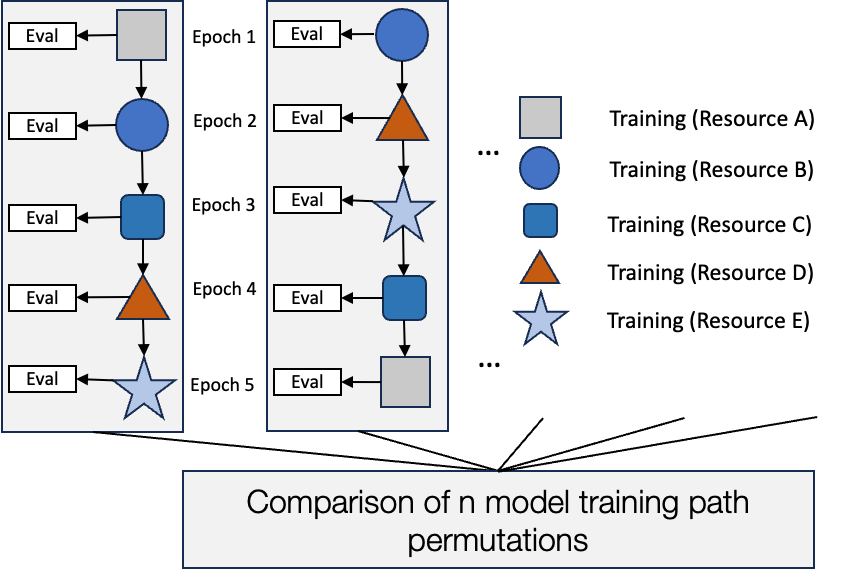 Eval
Epoch 1
Eval
Eval
Epoch 2
Eval
Eval
Epoch 3
Eval
Eval
Epoch 4
Eval
Eval
Epoch 5
Eval
...
...
Training (Resource A)
Training (Resource B)
Training (Resource C)
Training (Resource D)
Training (Resource E)
Comparison of n model training path
permutations